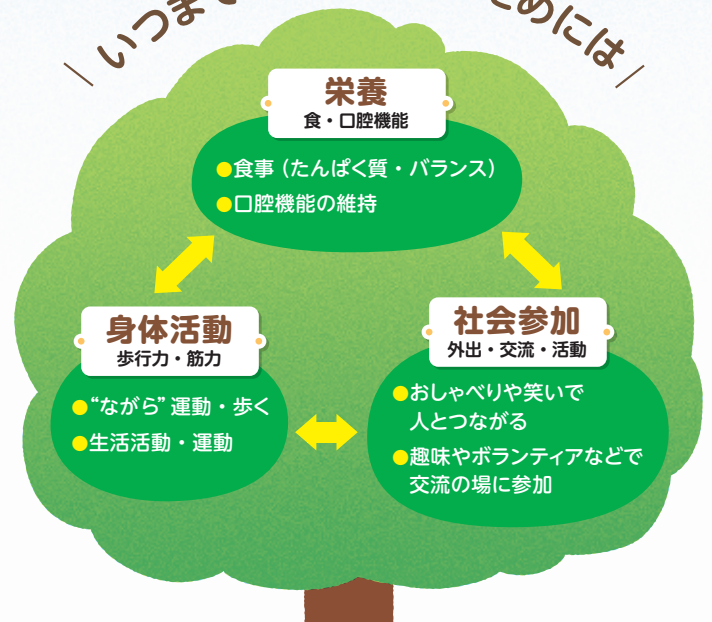 いつまで
ためには
栄養
食・口腔機能
●食事（たんぱく質・バランス）
●口腔機能の維持
身体活動
歩行力・筋力
●“ながら”運動・歩く
●生活活動・運動
社会参加
外出・交流・活動
●おしゃべりや笑いで
人とつながる
●趣味やボランティアなどで
交流の場に参加